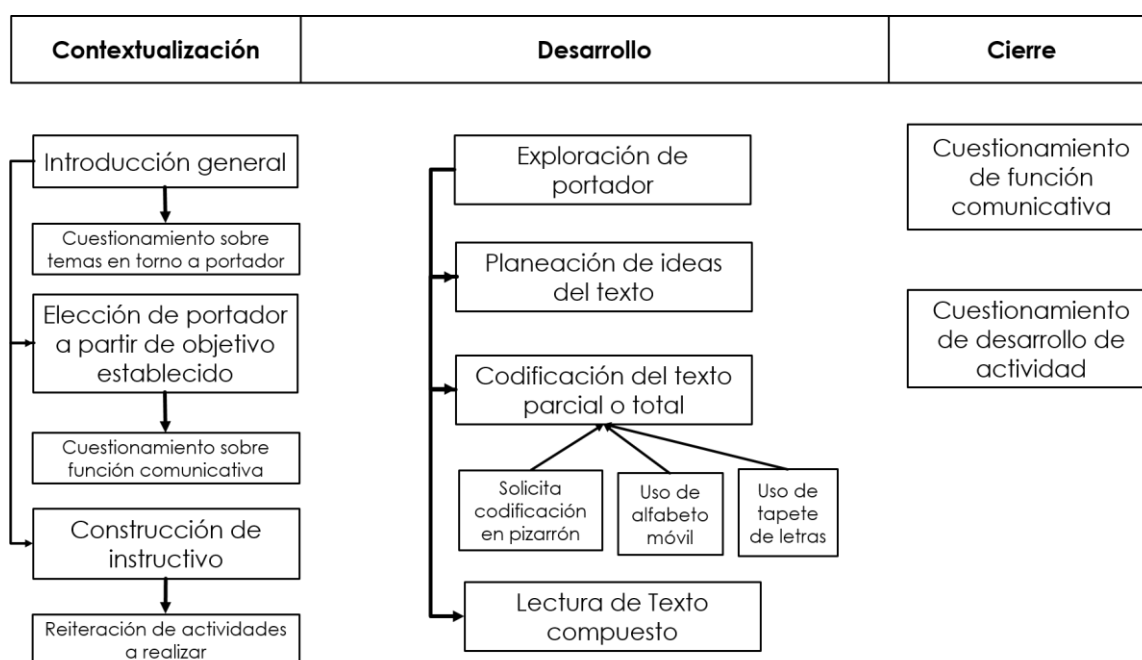 Contextualización
Desarrollo
Cierre
Introducción general
Cuestionamiento sobre
temas en torno a portador
Elección de portador
a partir de objetivo
establecido
Cuestionamiento sobre
función comunicativa
Construcción de
instructivo
Reiteración de actividades
a realizar
Exploración de
portador
Planeación de ideas
del texto
Codificación del texto
parcial o total
Solicita
codificación
en pizarrón
Uso de
alfabeto
móvil
Uso de
tapete
de letras
Lectura de Texto
compuesto
Cuestionamiento
de función
comunicativa
Cuestionamiento
de desarrollo de
actividad